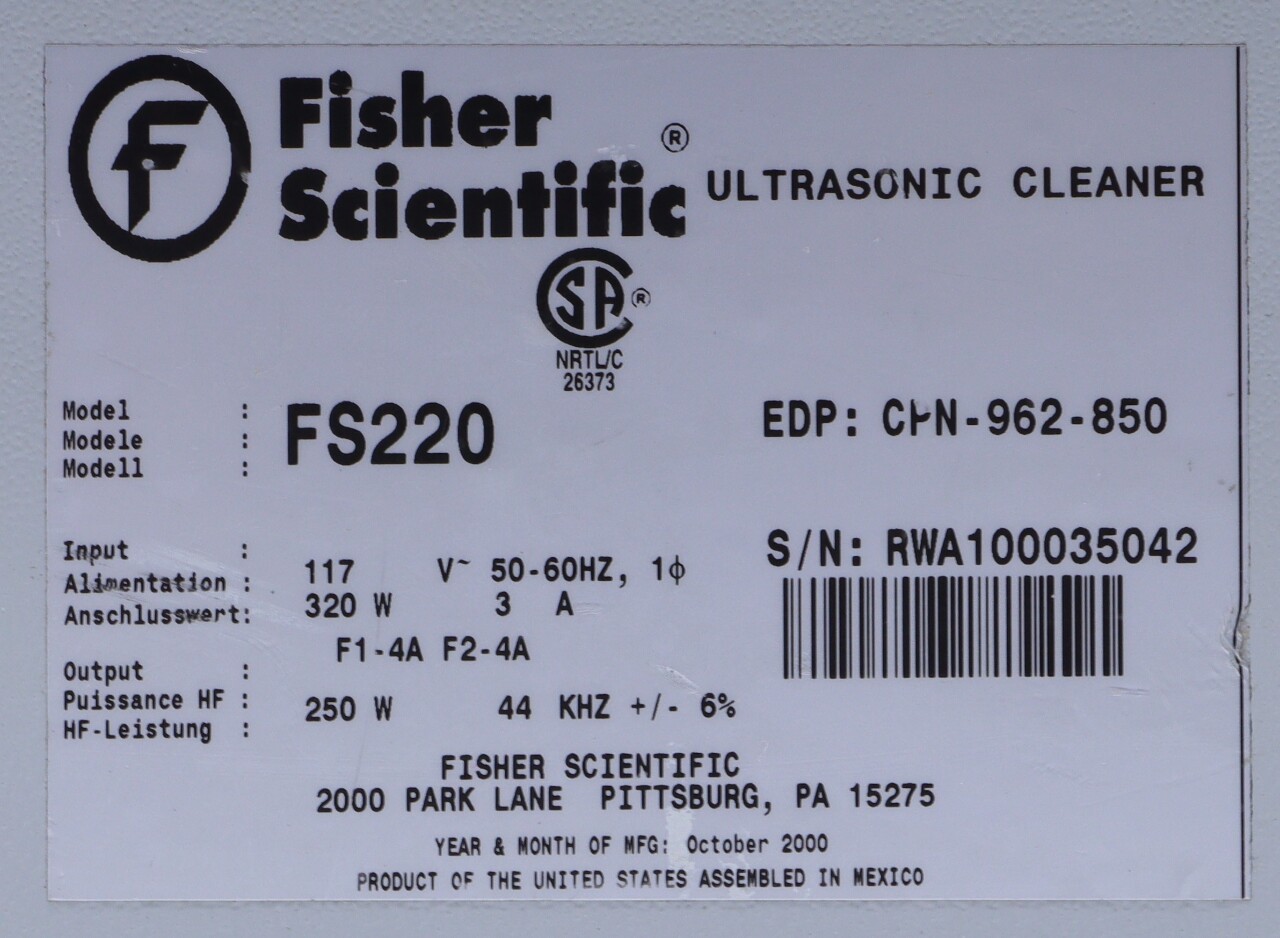 F
Fisher
Scientific ® ULTRASONIC CLEANER
CSA ®
NRTL/C
26373
Model : FS220 EDP: CPN-962-850
Modele :
Modell :
S/N: RWA100035042
Input :
Alimentation : 117 V~ 50-60HZ, 1ϕ
Anschlusswert: 320 W 3 A
F1-4A F2-4A
Output :
Puissance HF : 250 W 44 KHZ +/- 6%
HF-Leistung :
FISHER SCIENTIFIC
2000 PARK LANE PITTSBURG, PA 15275
YEAR & MONTH OF MFG: October 2000
PRODUCT OF THE UNITED STATES ASSEMBLED IN MEXICO